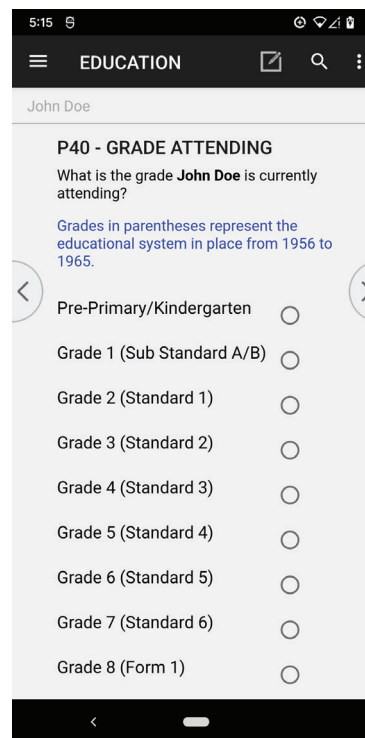 5:15
EDUCATION
John Doe
P40 - GRADE ATTENDING
What is the grade John Doe is currently
attending?
Grades in parentheses represent the
educational system in place from 1956 to
1965.
Pre-Primary/Kindergarten
Grade 1 (Sub Standard A/B)
Grade 2 (Standard 1)
Grade 3 (Standard 2)
Grade 4 (Standard 3)
Grade 5 (Standard 4)
Grade 6 (Standard 5)
Grade 7 (Standard 6)
Grade 8 (Form 1)